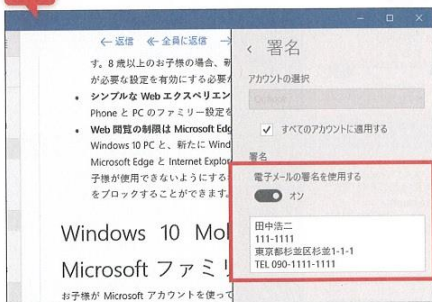 返信 全員に返信
す。8 歳以上のお子様の場合、新
が必要な設定を有効にする必要か
シンプルな Web エクスペリエン
Phone と PC のファミリー設定を
Web 閲覧の制限は Microsoft Edg
Windows 10 PC と、新たに Wind
Microsoft Edge と Internet Explor
子様が使用できないようにする
をブロックすることができます。
Windows 10 Mol
Microsoft ファミリ
お子様が Microsoft アカウントを使って
署名
アカウントの選択
すべてのアカウントに適用する
署名
電子メールの署名を使用する
オン
田中浩二
111-1111
東京都杉並区杉並1-1-1
TEL 090-1111-1111